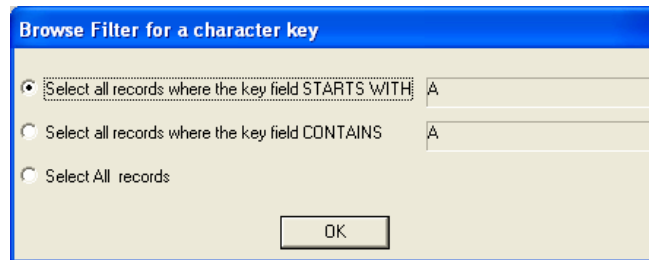 Browse Filter for a character key
Select all records where the key field STARTS WITH A
Select all records where the key field CONTAINS A
Select All records
OK